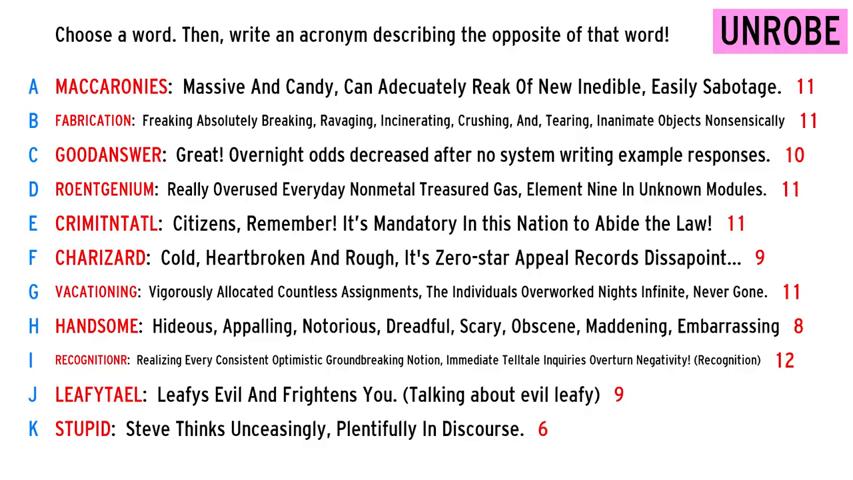 Choose a word. Then, write an acronym describing the opposite of that word! UNROBE
A MACCARONIES: Massive And Candy, Can Adecuately Reak Of New Inedible, Easily Sabotage. 11
B FABRICATION: Freaking Absolutely Breaking, Ravaging, Incinerating, Crushing, And, Tearing, Inanimate Objects Nonsensically 11
C GOODANSWER: Great! Overnight odds decreased after no system writing example responses. 10
D ROENTGENIUM: Really Overused Everyday Nonmetal Treasured Gas, Element Nine In Unknown Modules. 11
E CRIMITNTATL: Citizens, Remember! It's Mandatory In this Nation to Abide the Law! 11
F CHARIZARD: Cold, Heartbroken And Rough, It's Zero-star Appeal Records Dissapoint... 9
G VACATIONING: Vigorously Allocated Countless Assignments, The Individuals Overworked Nights Infinite, Never Gone. 11
H HANDSOME: Hideous, Appalling, Notorious, Dreadful, Scary, Obscene, Maddening, Embarrassing 8
I RECOGNITIONR: Realizing Every Consistent Optimistic Groundbreaking Notion, Immediate Telltale Inquiries Overturn Negativity! (Recognition) 12
J LEAFYTAEL: Leafys Evil And Frightens You. (Talking about evil leafy) 9
K STUPID: Steve Thinks Unceasingly, Plentifully In Discourse. 6